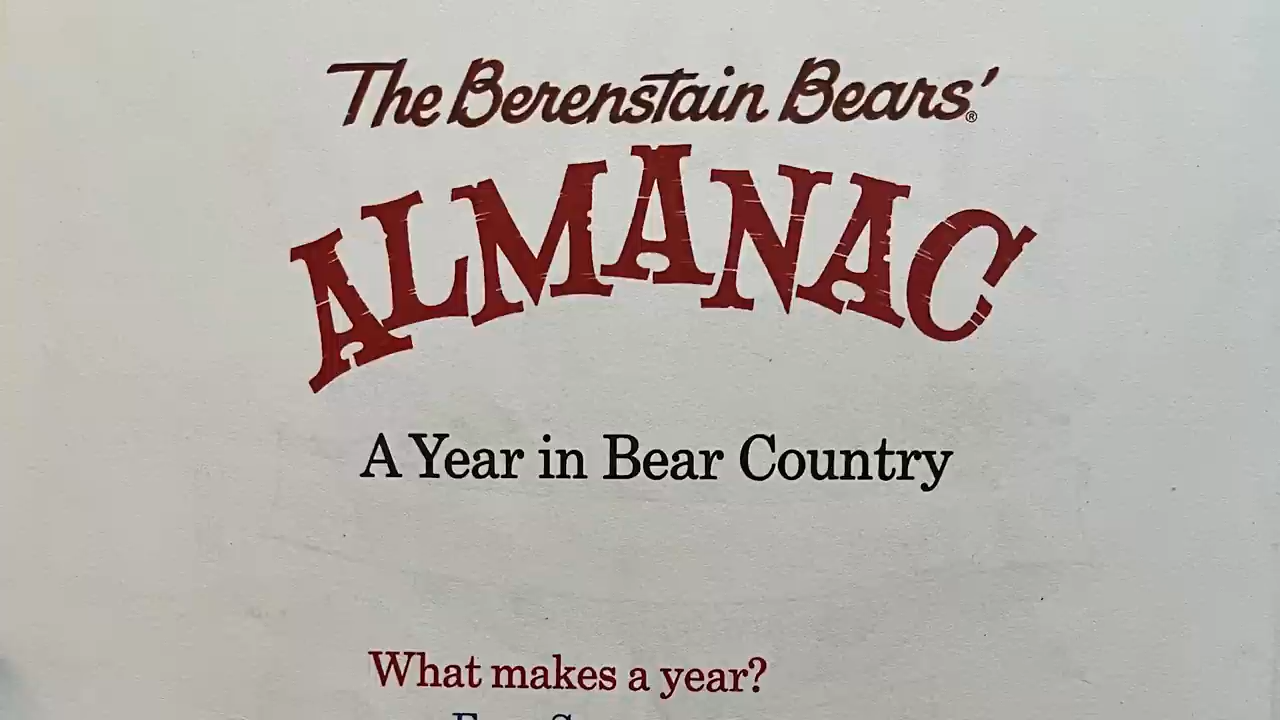 The Berenstain Bears'®
ALMANAC
A Year in Bear Country
What makes a year?